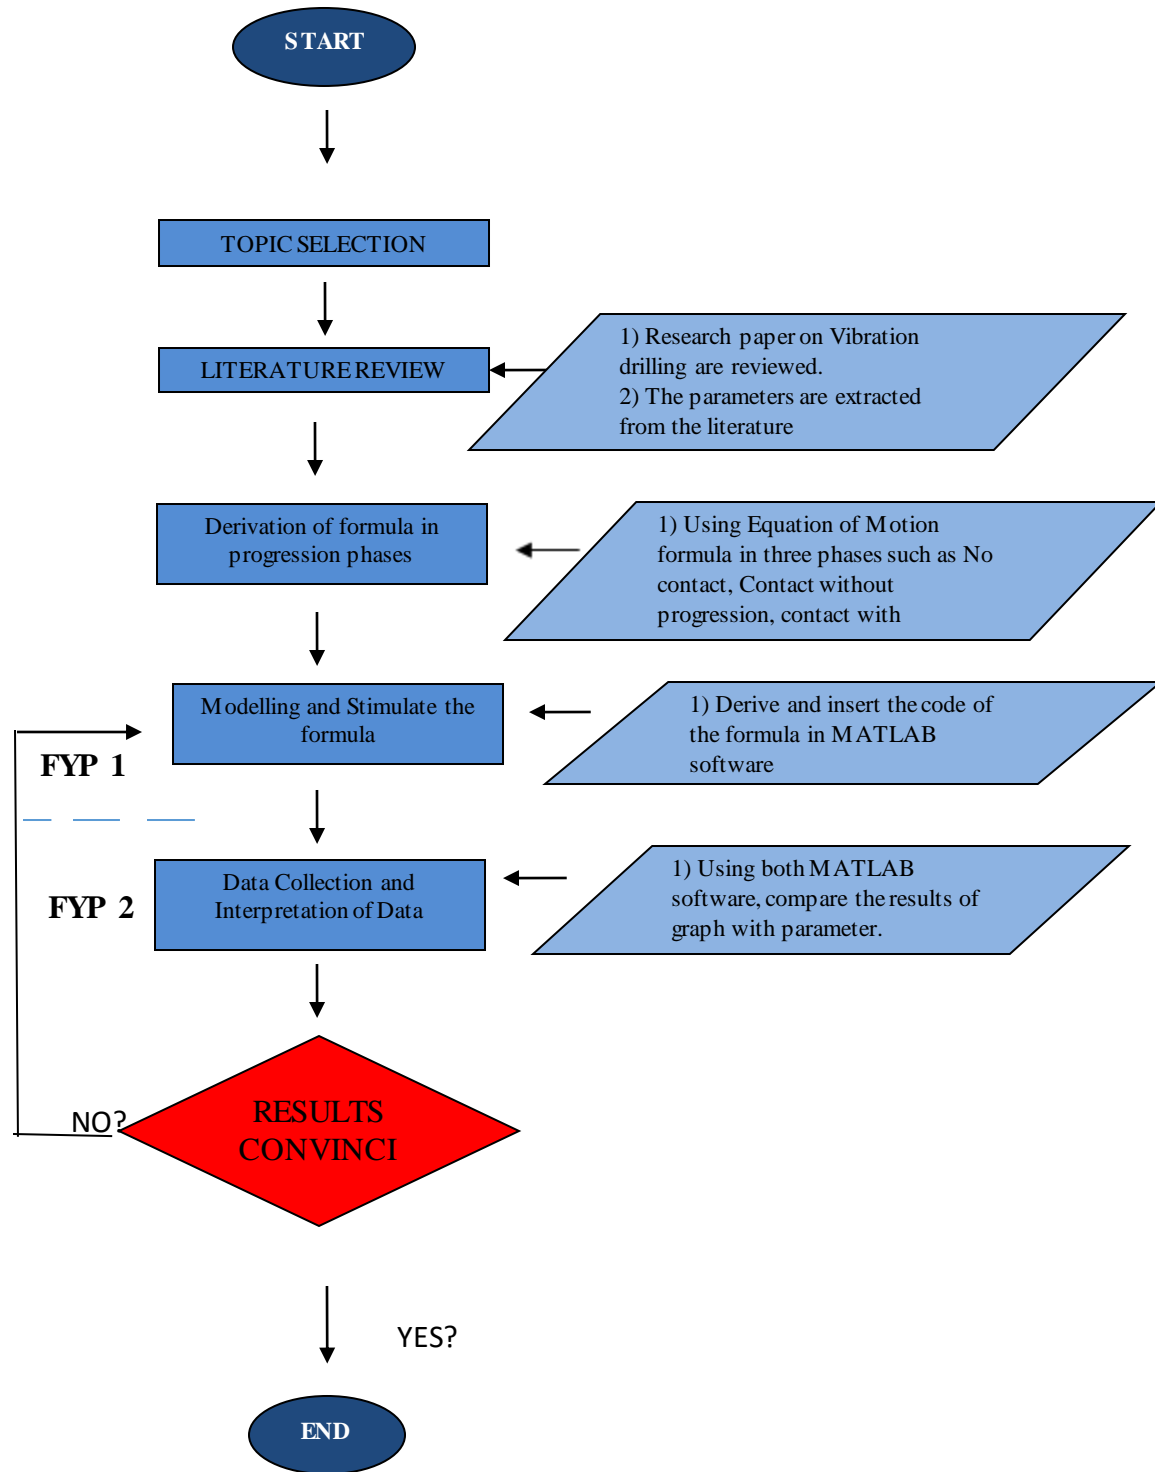 START
TOPIC SELECTION
LITERATURE REVIEW
1) Research paper on Vibration
drilling are reviewed.
2) The parameters are extracted
from the literature
Derivation of formula in
progression phases
1) Using Equation of Motion
formula in three phases such as No
contact, Contact without
progression, contact with
Modelling and Stimulate the
formula
1) Derive and insert the code of
the formula in MATLAB
software
FYP 1
FYP 2
Data Collection and
Interpretation of Data
1) Using both MATLAB
software, compare the results of
graph with parameter.
RESULTS
CONVINCI
NO?
YES?
END